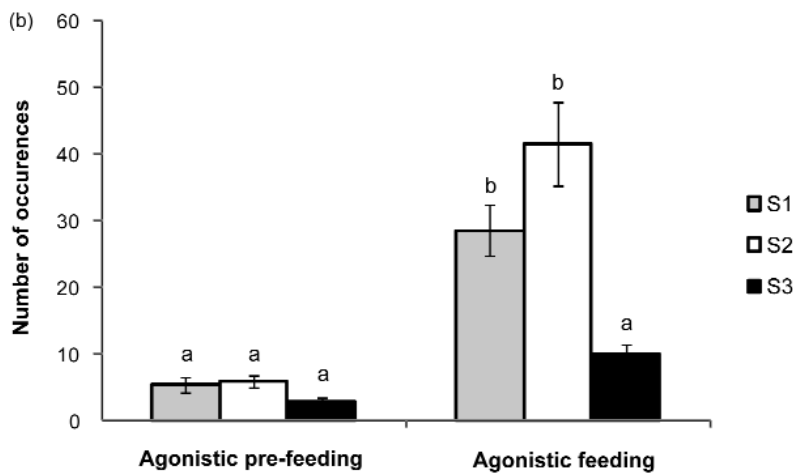 (b)
60
50
40
30
20
10
0
Number of occurences
a a a
b b a
Agonistic pre-feeding
Agonistic feeding
S1
S2
S3